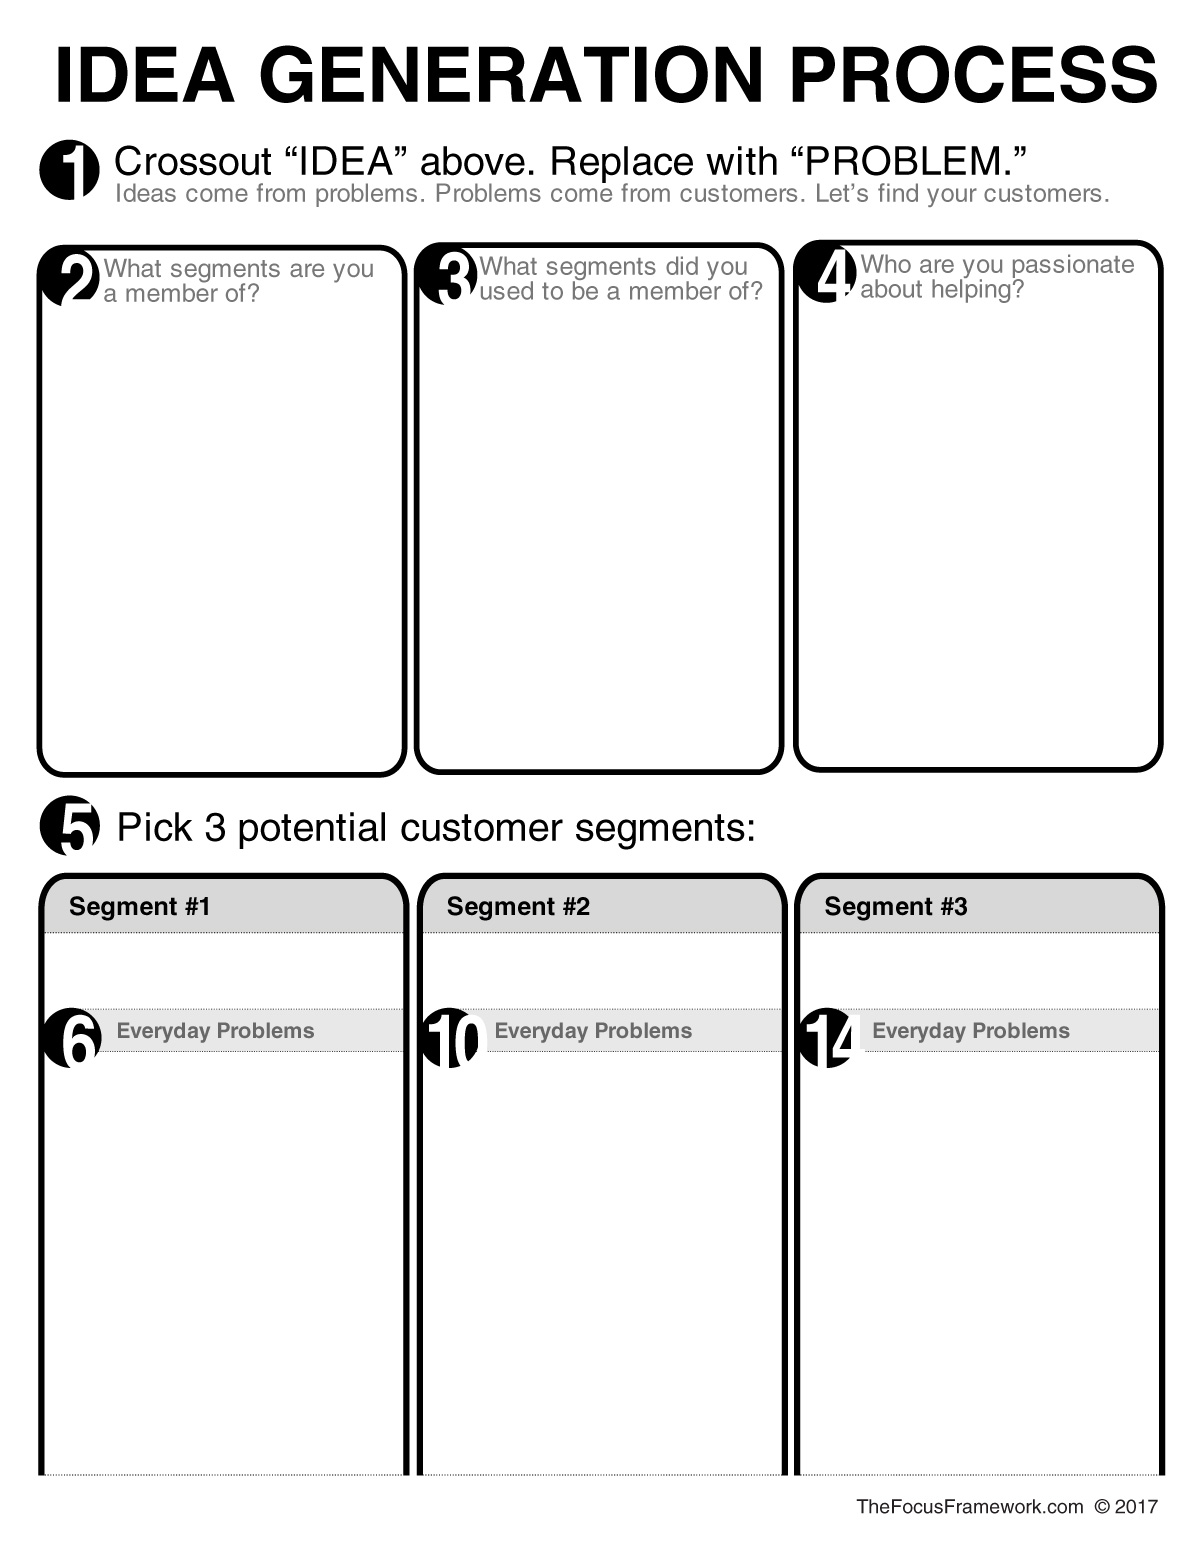 IDEA GENERATION PROCESS
1 Crossout “IDEA” above. Replace with “PROBLEM.”
Ideas come from problems. Problems come from customers. Let’s find your customers.
2 What segments are you
a member of?
3 What segments did you
used to be a member of?
4 Who are you passionate
about helping?
5 Pick 3 potential customer segments:
Segment #1
6 Everyday Problems
Segment #2
10 Everyday Problems
Segment #3
14 Everyday Problems
TheFocusFramework.com © 2017